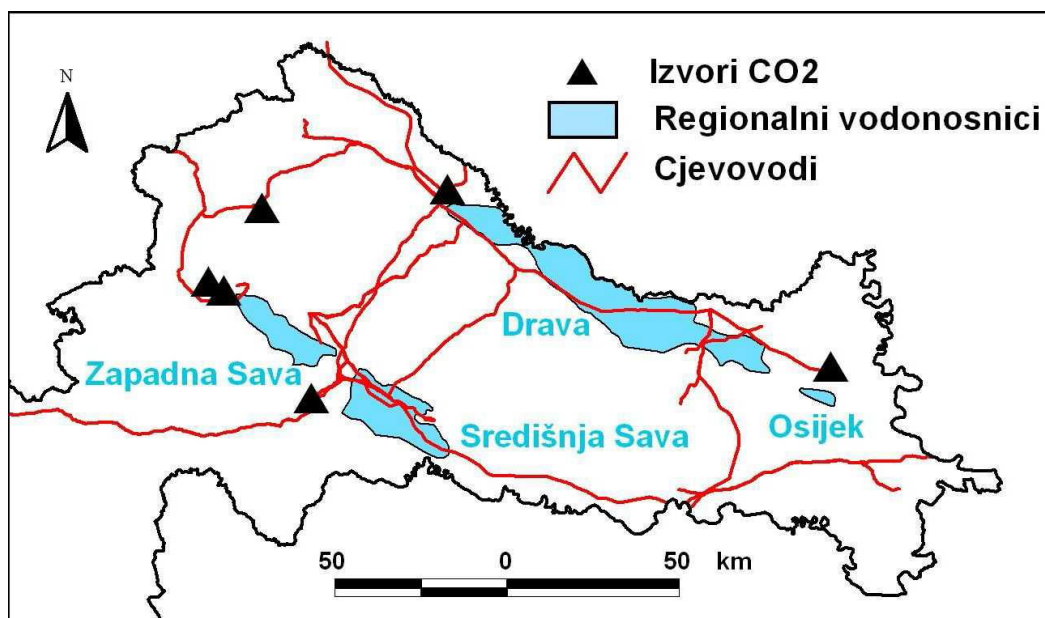 N
Izvori CO2
Regionalni vodonosnici
Cjevovodi
Drava
Zapadna Sava
Središnja Sava
Osijek
50 0 50 km